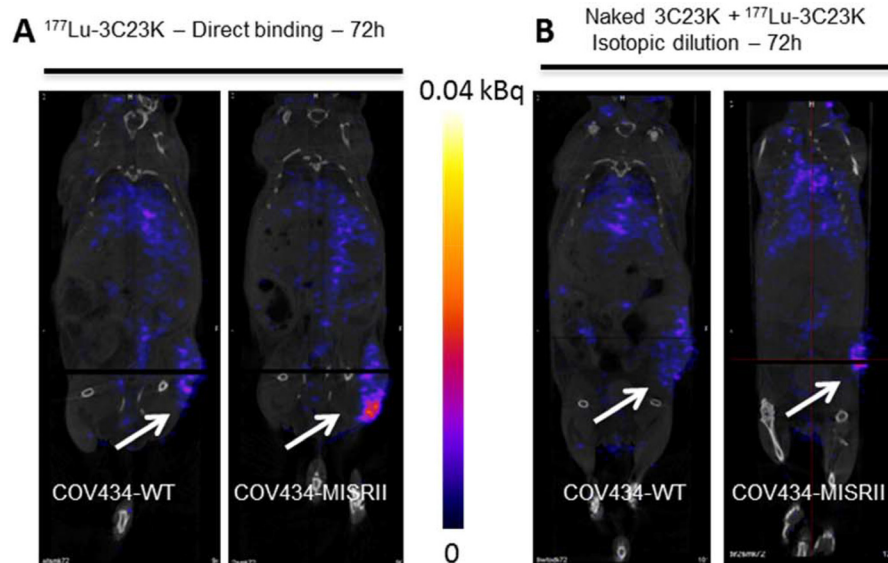 A ¹⁷⁷Lu-3C23K – Direct binding – 72h
B Naked 3C23K + ¹⁷⁷Lu-3C23K
Isotopic dilution – 72h
0.04 kBq
COV434-WT
COV434-MISRII
COV434-WT
COV434-MISRII
0